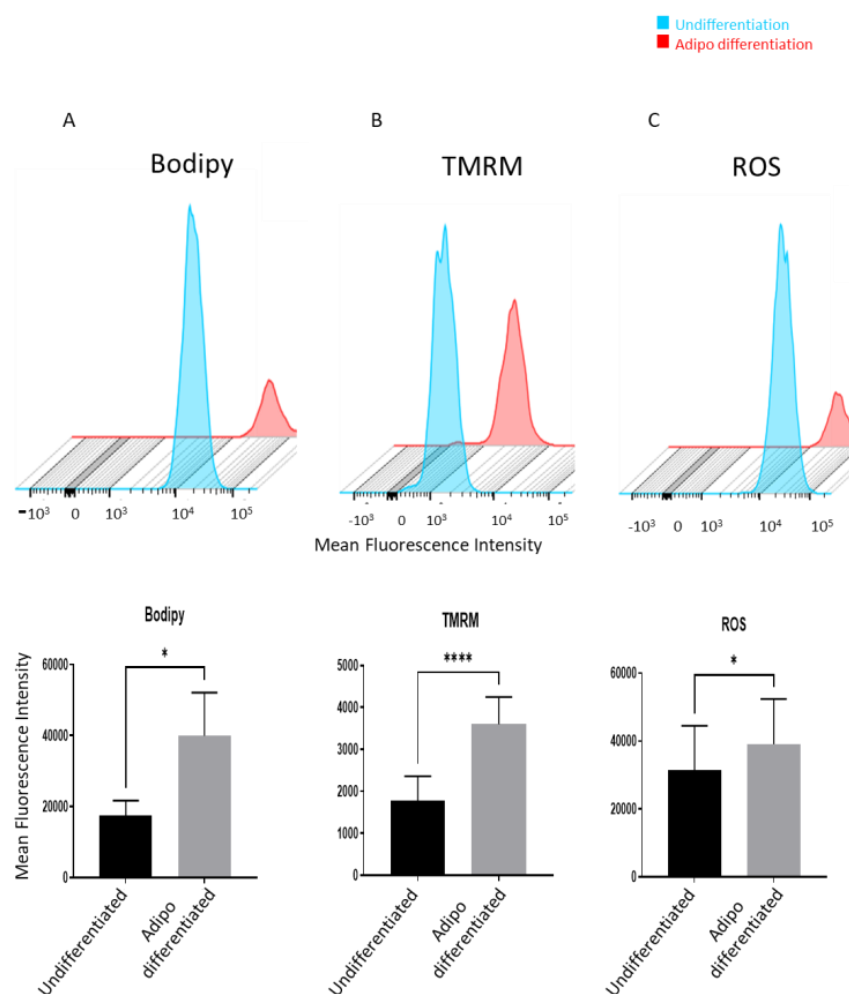 Undifferentiation
Adipo differentiation
A
B
C
Bodipy
TMRM
ROS
-10³ 0 10³ 10⁴ 10⁵
-10³ 0 10³ 10⁴ 10⁵
-10³ 0 10³ 10⁴ 10⁵
Mean Fluorescence Intensity
Bodipy
TMRM
ROS
*
****
*
Mean Fluorescence Intensity
60000
40000
20000
0
5000
4000
3000
2000
1000
0
60000
40000
20000
0
Undifferentiated
Adipo
differentiated
Undifferentiated
Adipo
differentiated
Undifferentiated
Adipo
differentiated